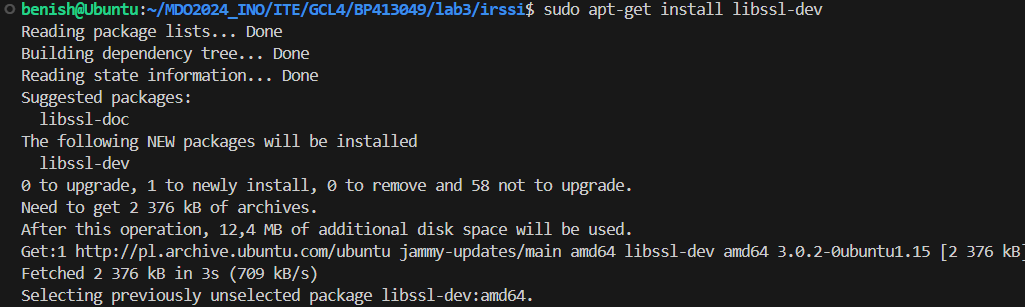 benish@Ubuntu:~/MDO2024_INO/ITE/GCL4/BP413049/lab3/irssi$ sudo apt-get install libssl-dev
Reading package lists... Done
Building dependency tree... Done
Reading state information... Done
Suggested packages:
  libssl-doc
The following NEW packages will be installed
  libssl-dev
0 to upgrade, 1 to newly install, 0 to remove and 58 not to upgrade.
Need to get 2 376 kB of archives.
After this operation, 12,4 MB of additional disk space will be used.
Get:1 http://pl.archive.ubuntu.com/ubuntu jammy-updates/main amd64 libssl-dev amd64 3.0.2-0ubuntu1.15 [2 376 kB]
Fetched 2 376 kB in 3s (709 kB/s)
Selecting previously unselected package libssl-dev:amd64.